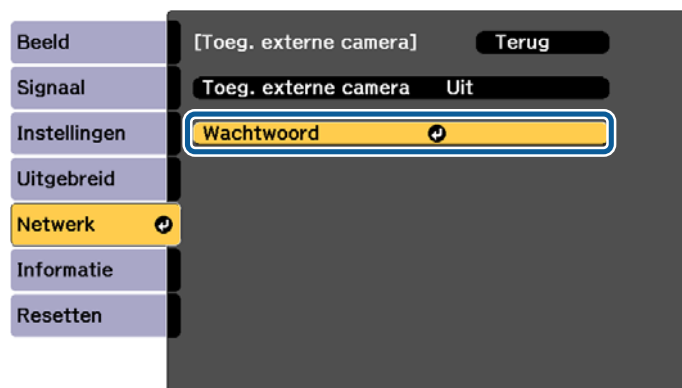 Beeld
Signaal
Instellingen
Uitgebreid
Netwerk
Informatie
Resetten
[Toeg. externe camera] Terug
Toeg. externe camera Uit
Wachtwoord